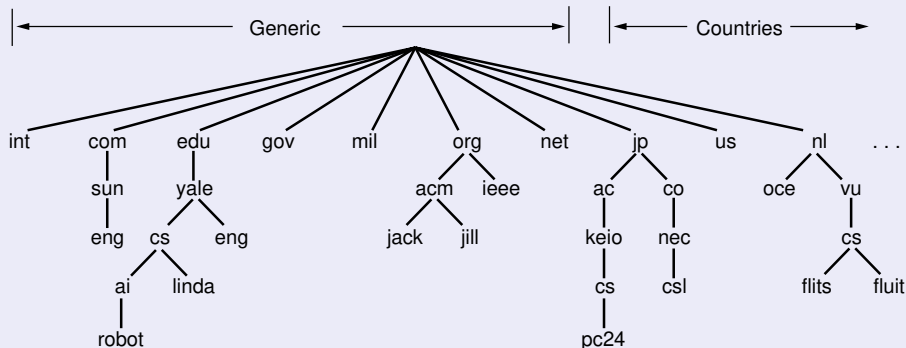 Generic Countries
int com edu gov mil org net jp us nl . . .
sun yale acm ieee ac co oce vu
eng cs eng jack jill keio nec cs
ai linda cs csl flits fluit
robot pc24